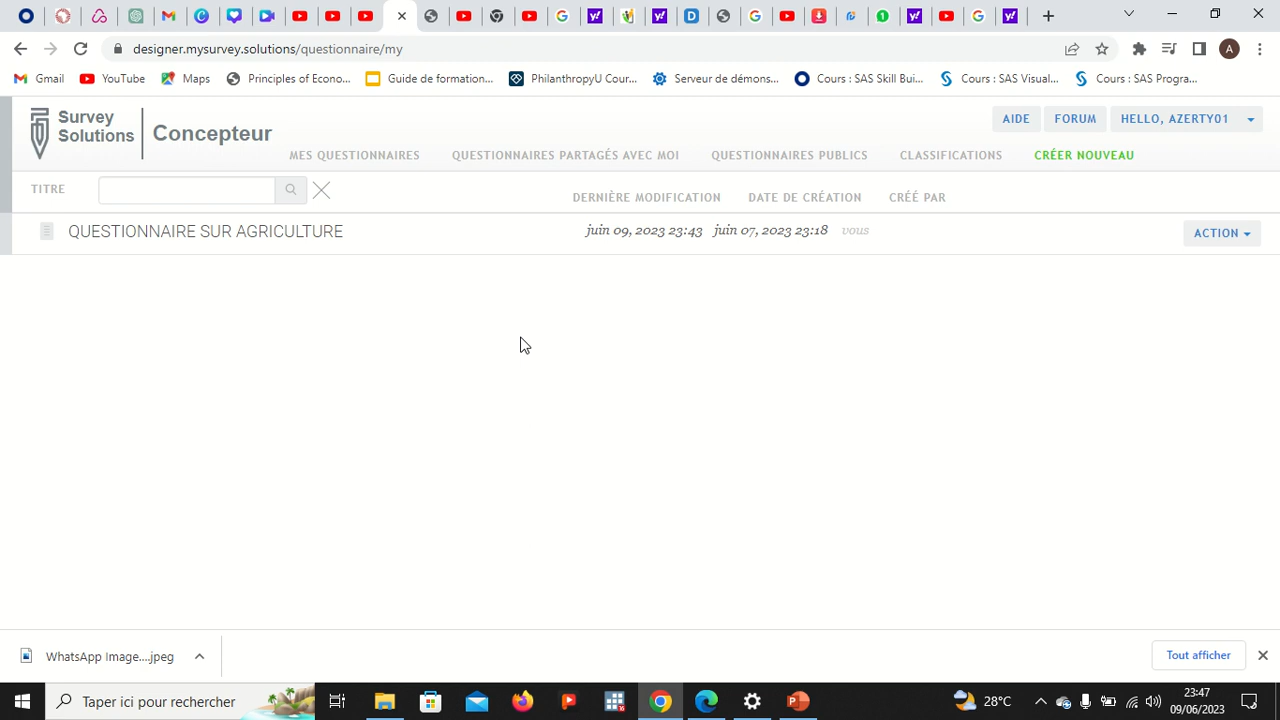 designer.mysurvey.solutions/questionnaire/my
A
Gmail YouTube Maps Principles of Econo... Guide de formation... PhilanthropyU Cour... Serveur de démons... Cours : SAS Skill Bui... Cours : SAS Visual... Cours : SAS Progra...
Survey
Solutions
Concepteur
AIDE FORUM HELLO, AZERTY01
MES QUESTIONNAIRES QUESTIONNAIRES PARTAGÉS AVEC MOI QUESTIONNAIRES PUBLICS CLASSIFICATIONS CRÉER NOUVEAU
TITRE
DERNIÈRE MODIFICATION DATE DE CRÉATION CRÉÉ PAR
QUESTIONNAIRE SUR AGRICULTURE juin 09, 2023 23:43 juin 07, 2023 23:18 vous ACTION
WhatsApp Image....jpeg Tout afficher
Taper ici pour rechercher 28°C 23:47
09/06/2023